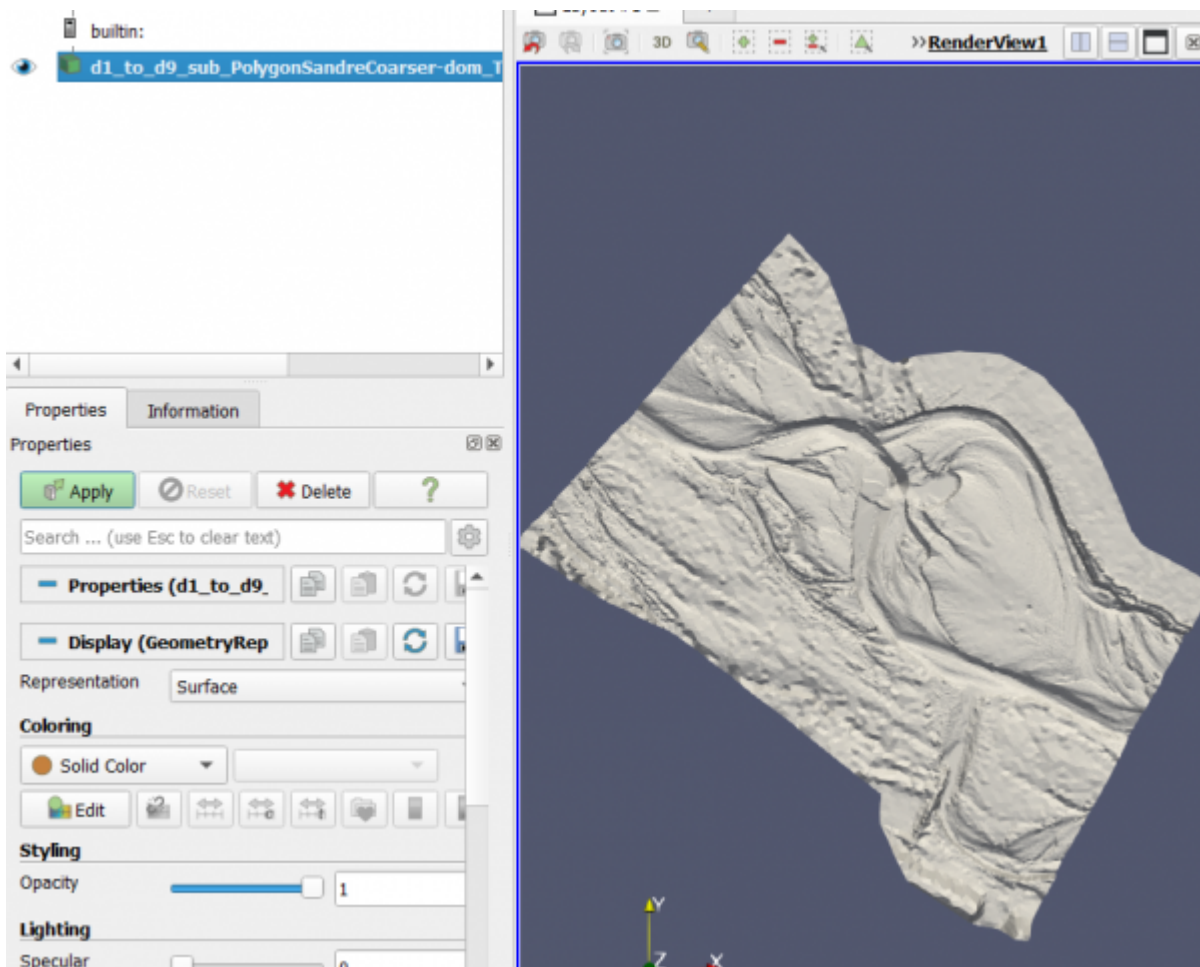 builtin:
d1_to_d9_sub_PolygonSandreCoarser-dom_T
3D
>>RenderView1
Properties
Information
Properties
Apply
Reset
Delete
?
Search ... (use Esc to clear text)
Properties (d1_to_d9_
Display (GeometryRep
Representation
Surface
Coloring
Solid Color
Edit
Styling
Opacity
1
Lighting
Specular
Y
Z
X